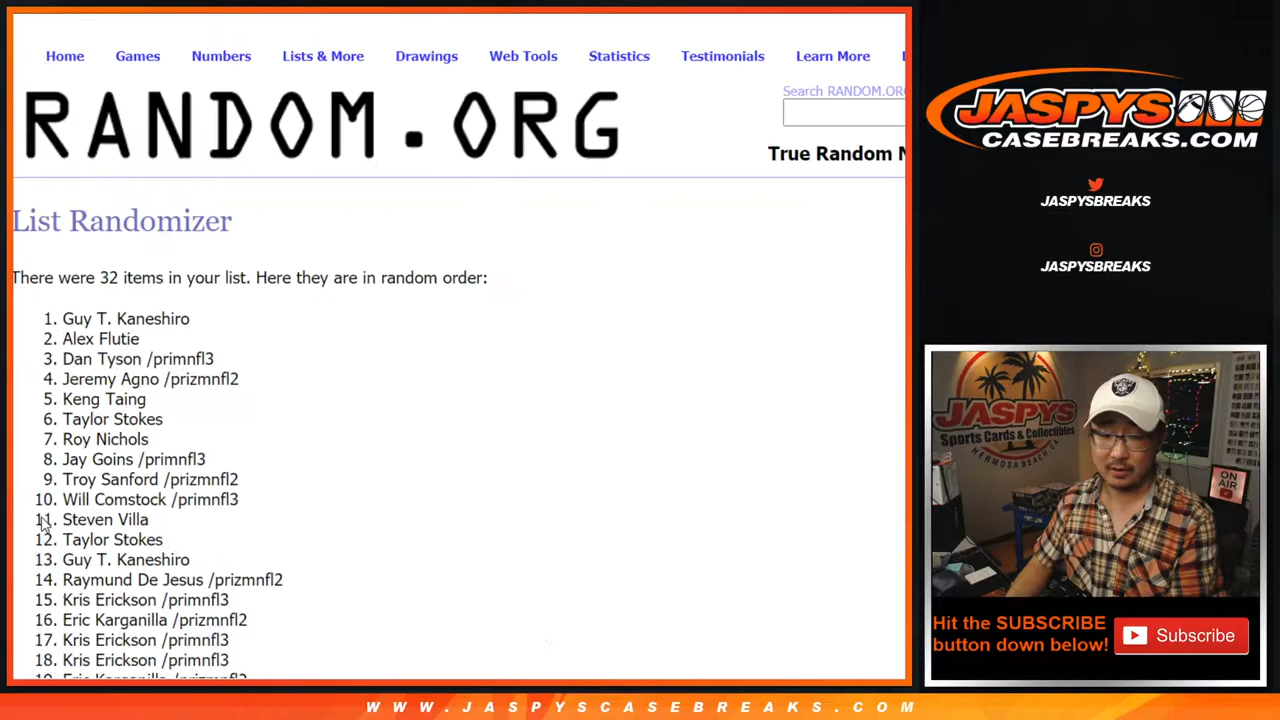 Home Games Numbers Lists & More Drawings Web Tools Statistics Testimonials Learn More
Search RANDOM.ORG
RANDOM.ORG
True Random N
List Randomizer
There were 32 items in your list. Here they are in random order:
1. Guy T. Kaneshiro
2. Alex Flutie
3. Dan Tyson /primnfl3
4. Jeremy Agno /prizmnfl2
5. Keng Taing
6. Taylor Stokes
7. Roy Nichols
8. Jay Goins /primnfl3
9. Troy Sanford /prizmnfl2
10. Will Comstock /primnfl3
11. Steven Villa
12. Taylor Stokes
13. Guy T. Kaneshiro
14. Raymund De Jesus /prizmnfl2
15. Kris Erickson /primnfl3
16. Eric Karganilla /prizmnfl2
17. Kris Erickson /primnfl3
18. Kris Erickson /primnfl3
19. Eric Karganilla /prizmnfl2
JASPYS
CASEBREAKS.COM
JASPYSBREAKS
JASPYSBREAKS
JASPYS
Sports Cards & Collectibles
HERMOSA BEACH CA.
ON AIR
Hit the SUBSCRIBE
button down below!
Subscribe
WWW.JASPYSCASEBREAKS.COM